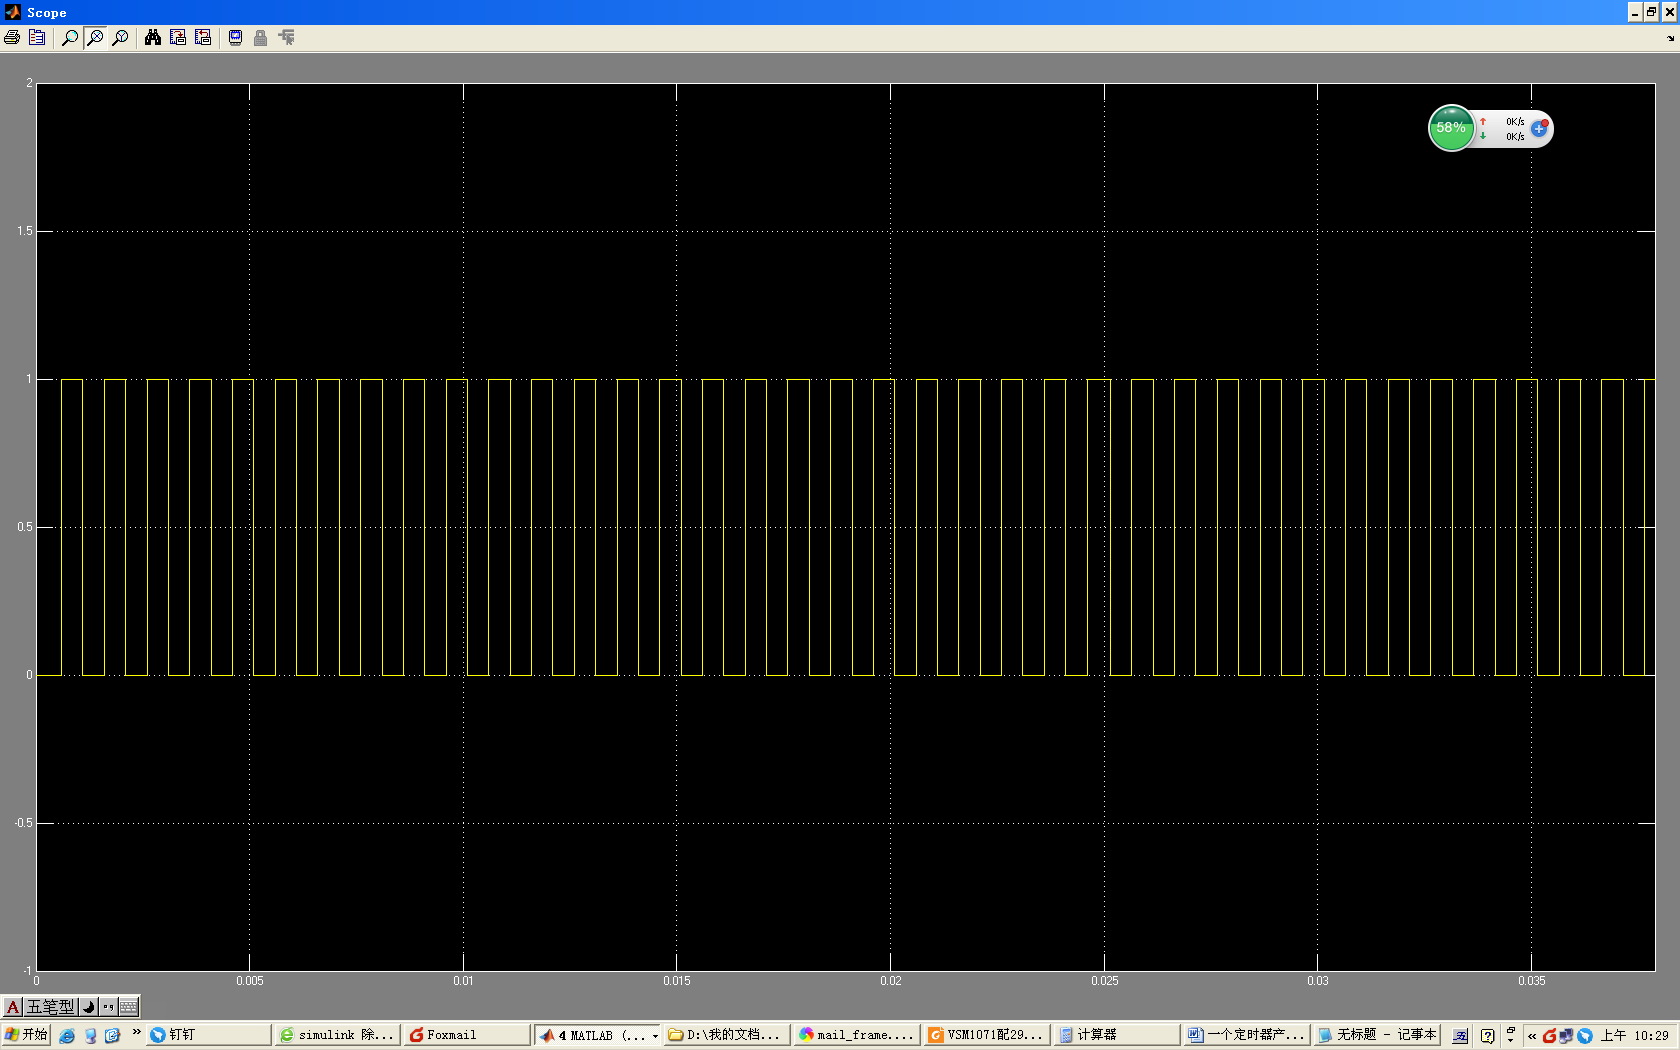 Scope
2
58%
0K/s
0K/s
1.5
1
0.5
0
-0.5
-1
0
0.005
0.01
0.015
0.02
0.025
0.03
0.035
A 五笔型
开始
钉钉
simulink 除...
Foxmail
4 MATLAB (...
D:\我的文档...
mail_frame....
VSM1071配29...
计算器
一个定时器产...
无标题 - 记事本
五
«
上午 10:29